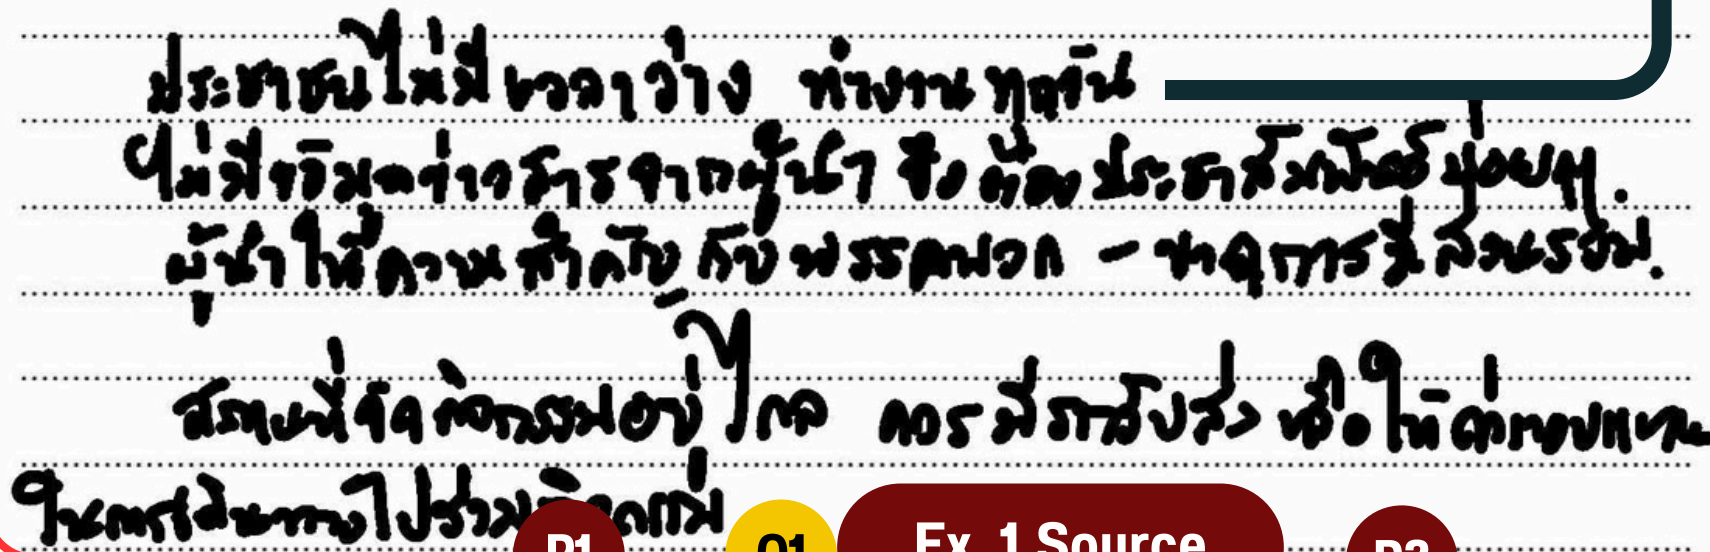 ประชาชนไม่มีเวลาว่าง ทำงานทุกวัน
ไม่มีข่าวสารจากผู้นำ จึงต้องประชาสัมพันธ์บ่อยๆ.
ผู้นำให้ความสำคัญกับพรรคพวก - ขาดการมีส่วนร่วม.
สถานที่จัดกิจกรรมอยู่ไกล ควรมีรถรับส่ง หรือให้ค่าตอบแทน
ในการเดินทางไปร่วมกิจกรรม
P1 Q1 Ex. 1 Source